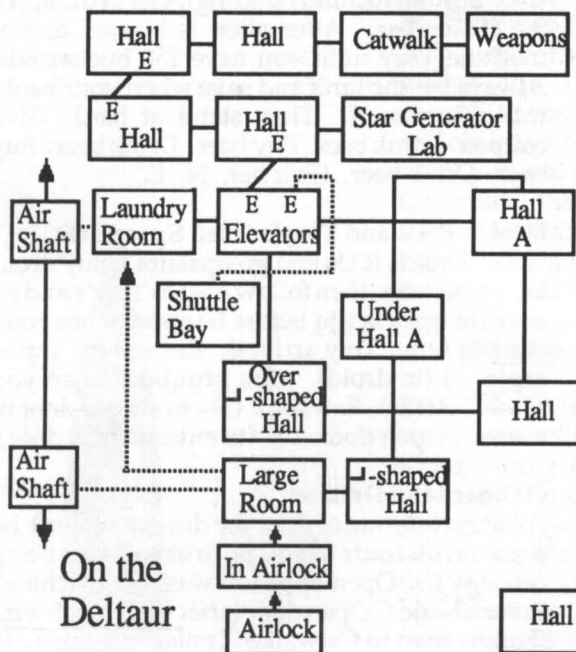 Hall
E
Hall
Catwalk
Weapons
E
Hall
Hall
E
Star Generator
Lab
Air
Shaft
Laundry
Room
E E
Elevators
Hall
A
Shuttle
Bay
Under
Hall A
Over
-shaped
Hall
Hall
Air
Shaft
Large
Room
-shaped
Hall
On the
Deltaur
In Airlock
Airlock
Hall